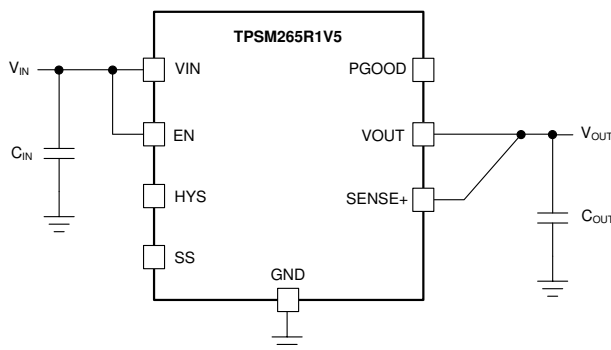 TPSM265R1V5
VIN
VIN
PGOOD
EN
VOUT
VOUT
CIN
HYS
SENSE+
COUT
SS
GND